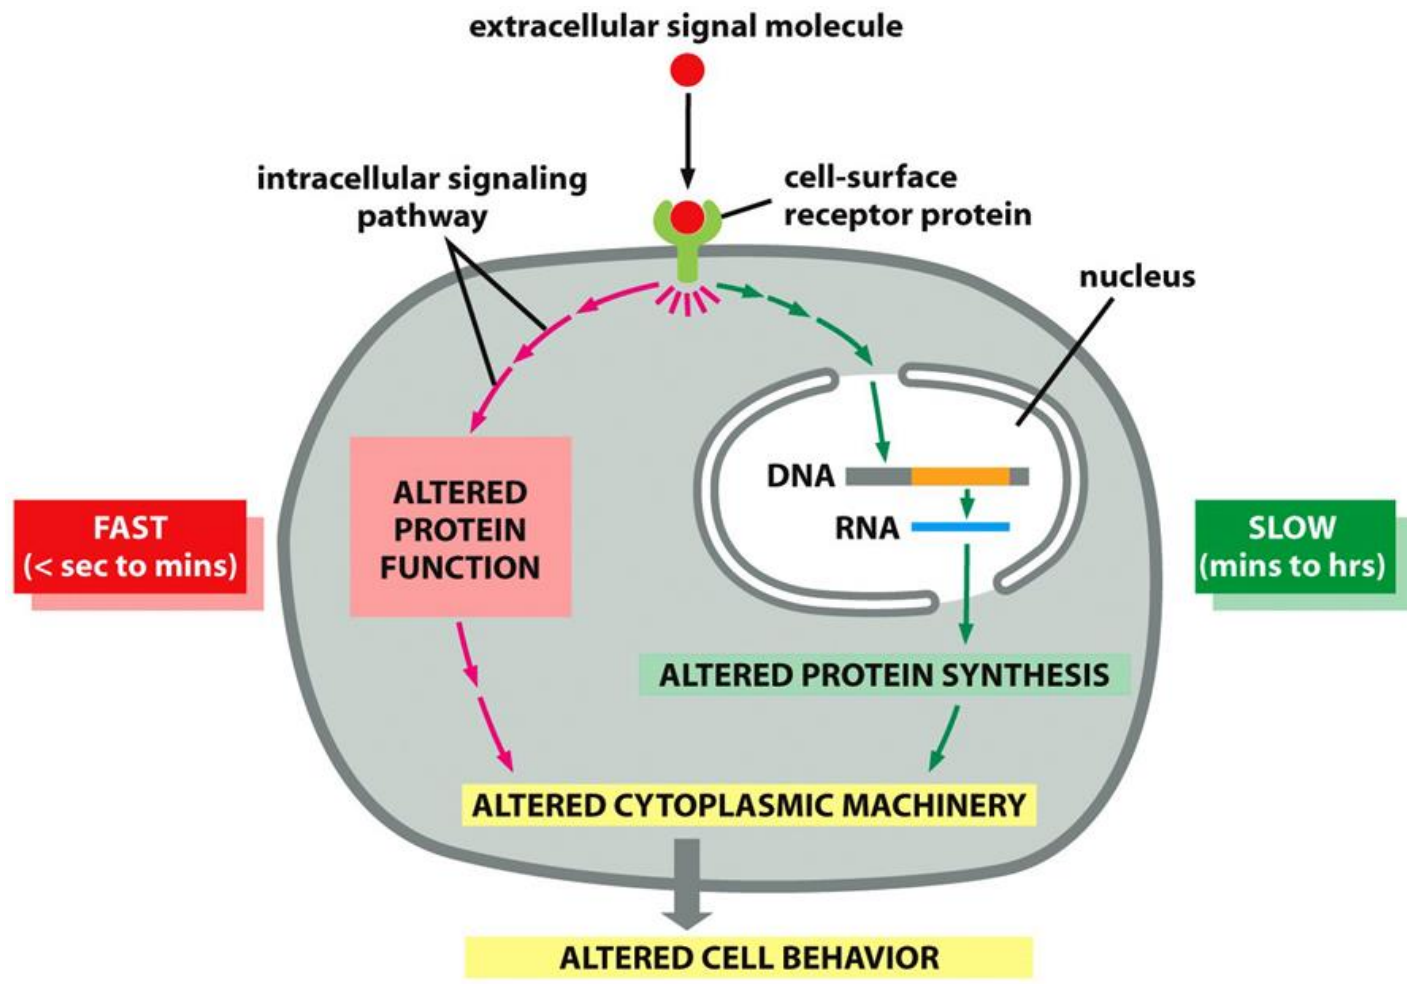 extracellular signal molecule
intracellular signaling
pathway
cell-surface
receptor protein
nucleus
DNA
RNA
ALTERED
PROTEIN
FUNCTION
FAST
(< sec to mins)
SLOW
(mins to hrs)
ALTERED PROTEIN SYNTHESIS
ALTERED CYTOPLASMIC MACHINERY
ALTERED CELL BEHAVIOR